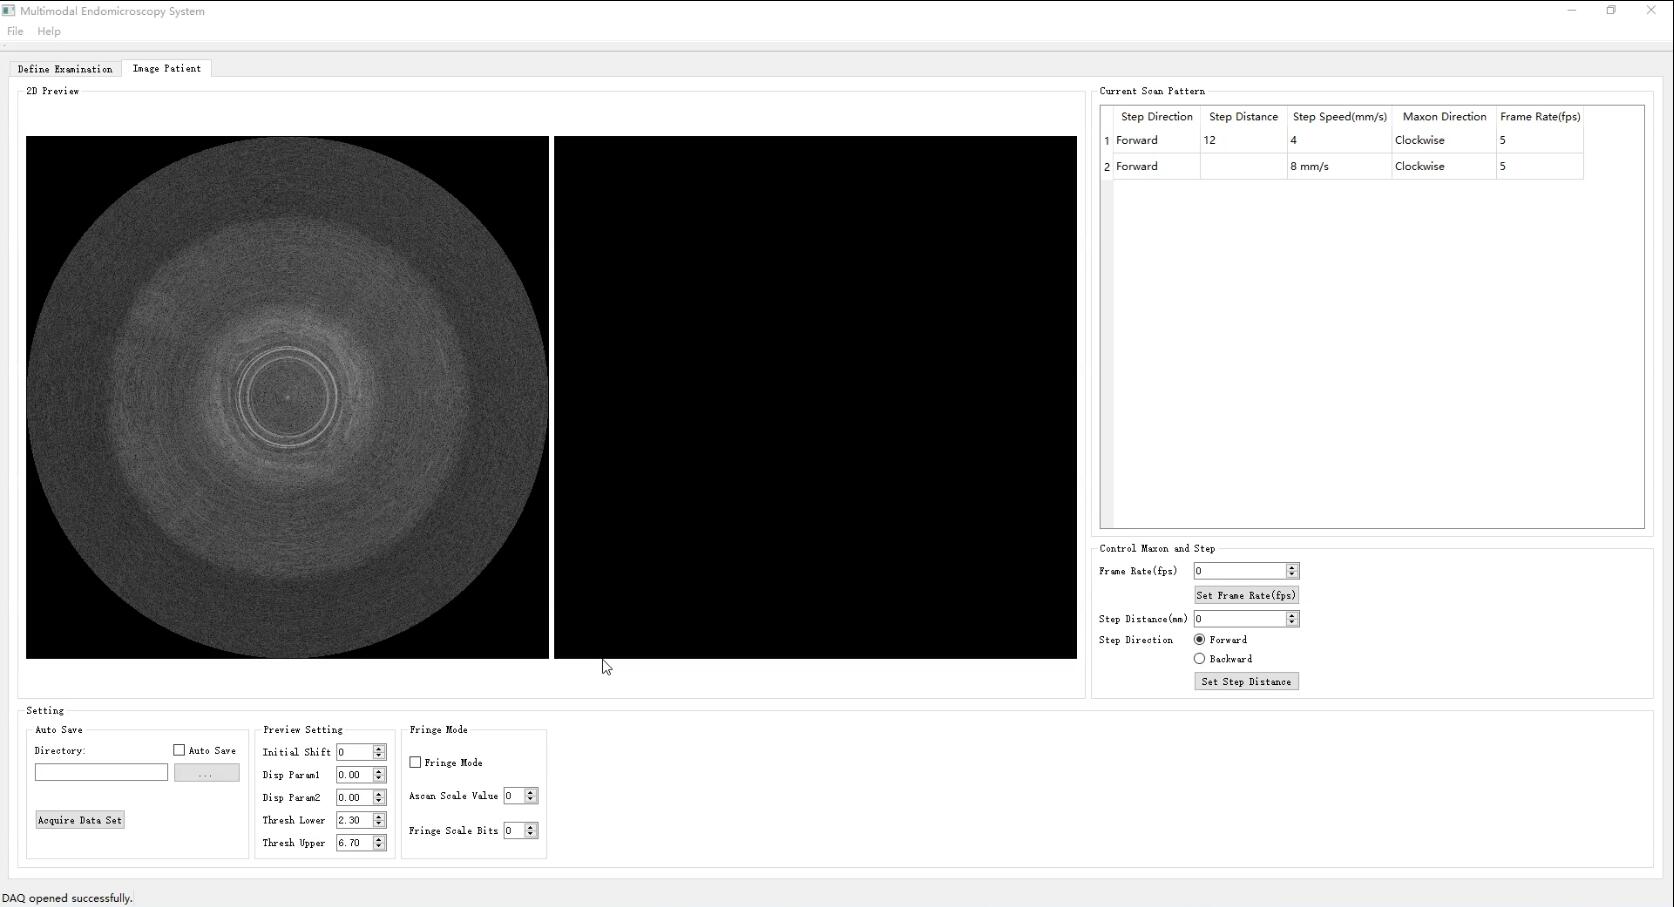 Multimodal Endomicroscopy System
File Help
Define Examination Image Patient
2D Preview
Current Scan Pattern
Step Direction Step Distance Step Speed(mm/s) Maxon Direction Frame Rate(fps)
1 Forward 12 4 Clockwise 5
2 Forward 8 mm/s Clockwise 5
Control Maxon and Step
Frame Rate(fps) 0
Set Frame Rate(fps)
Step Distance(mm) 0
Step Direction Forward
Backward
Set Step Distance
Setting
Auto Save
Directory: Auto Save
...
Acquire Data Set
Preview Setting
Initial Shift 0
Disp Param1 0.00
Disp Param2 0.00
Thresh Lower 2.30
Thresh Upper 6.70
Fringe Mode
Fringe Mode
Ascan Scale Value 0
Fringe Scale Bits 0
DAQ opened successfully.